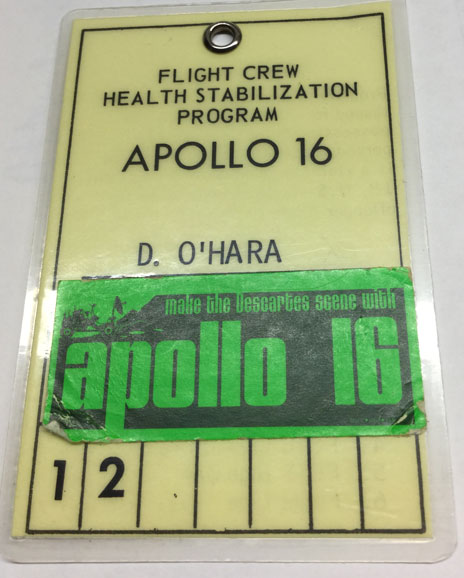 FLIGHT CREW
HEALTH STABILIZATION
PROGRAM
APOLLO 16
D. O'HARA
make the Descartes scene with
apollo 16
1 2